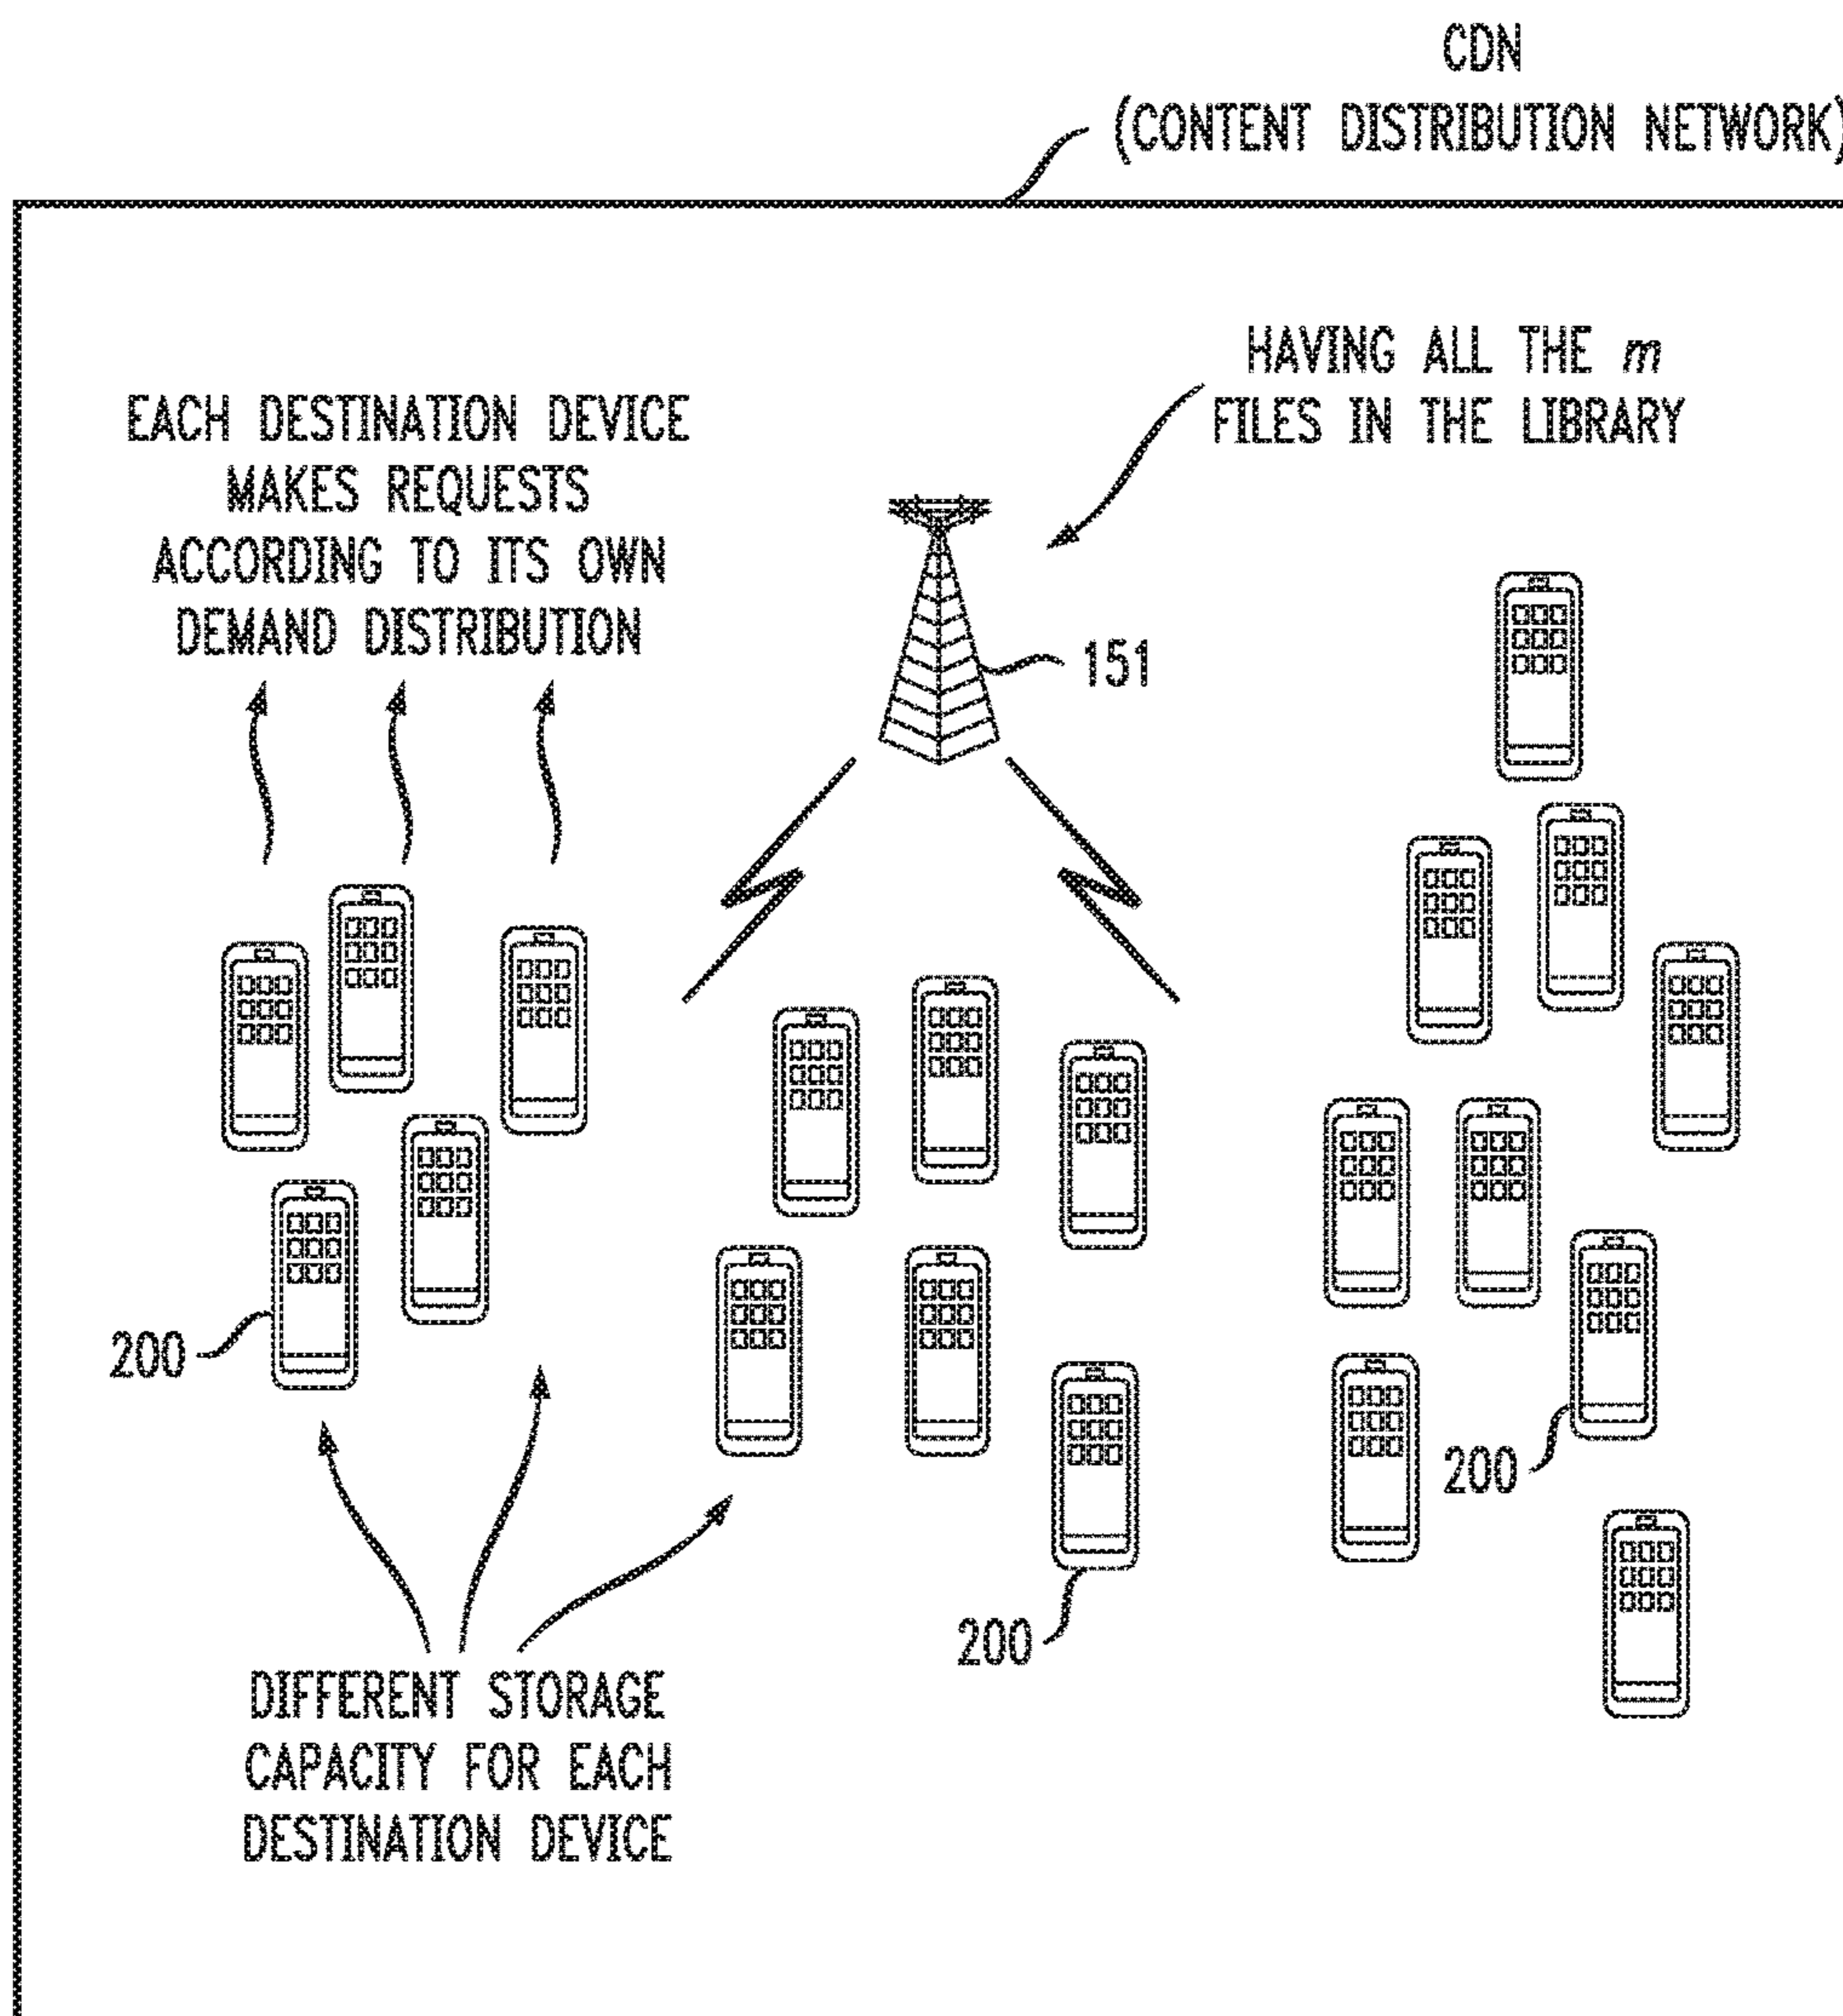 CDN
(CONTENT DISTRIBUTION NETWORK)
HAVING ALL THE m
FILES IN THE LIBRARY
EACH DESTINATION DEVICE
MAKES REQUESTS
ACCORDING TO ITS OWN
DEMAND DISTRIBUTION
151
200
200
200
DIFFERENT STORAGE
CAPACITY FOR EACH
DESTINATION DEVICE